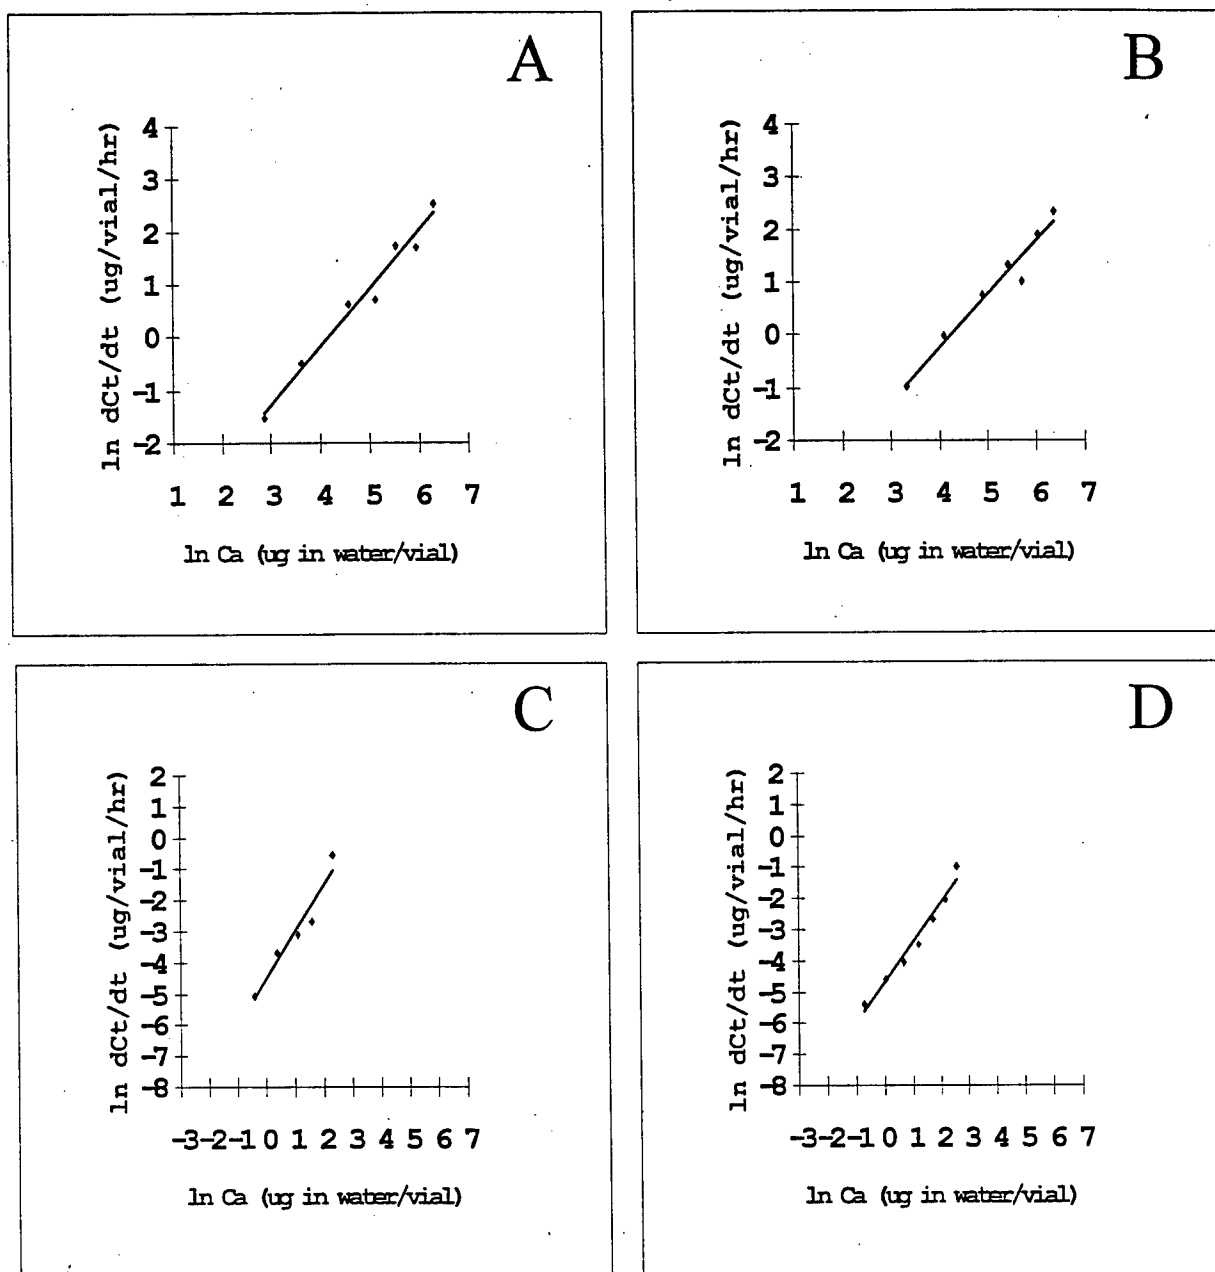 A
ln dCt/dt (ug/vial/hr)
4
3
2
1
0
-1
-2
1 2 3 4 5 6 7
ln Ca (ug in water/vial)
B
ln dCt/dt (ug/vial/hr)
4
3
2
1
0
-1
-2
1 2 3 4 5 6 7
ln Ca (ug in water/vial)
C
ln dCt/dt (ug/vial/hr)
2
1
0
-1
-2
-3
-4
-5
-6
-7
-8
-3-2-1 0 1 2 3 4 5 6 7
ln Ca (ug in water/vial)
D
ln dCt/dt (ug/vial/hr)
2
1
0
-1
-2
-3
-4
-5
-6
-7
-8
-3-2-1 0 1 2 3 4 5 6 7
ln Ca (ug in water/vial)